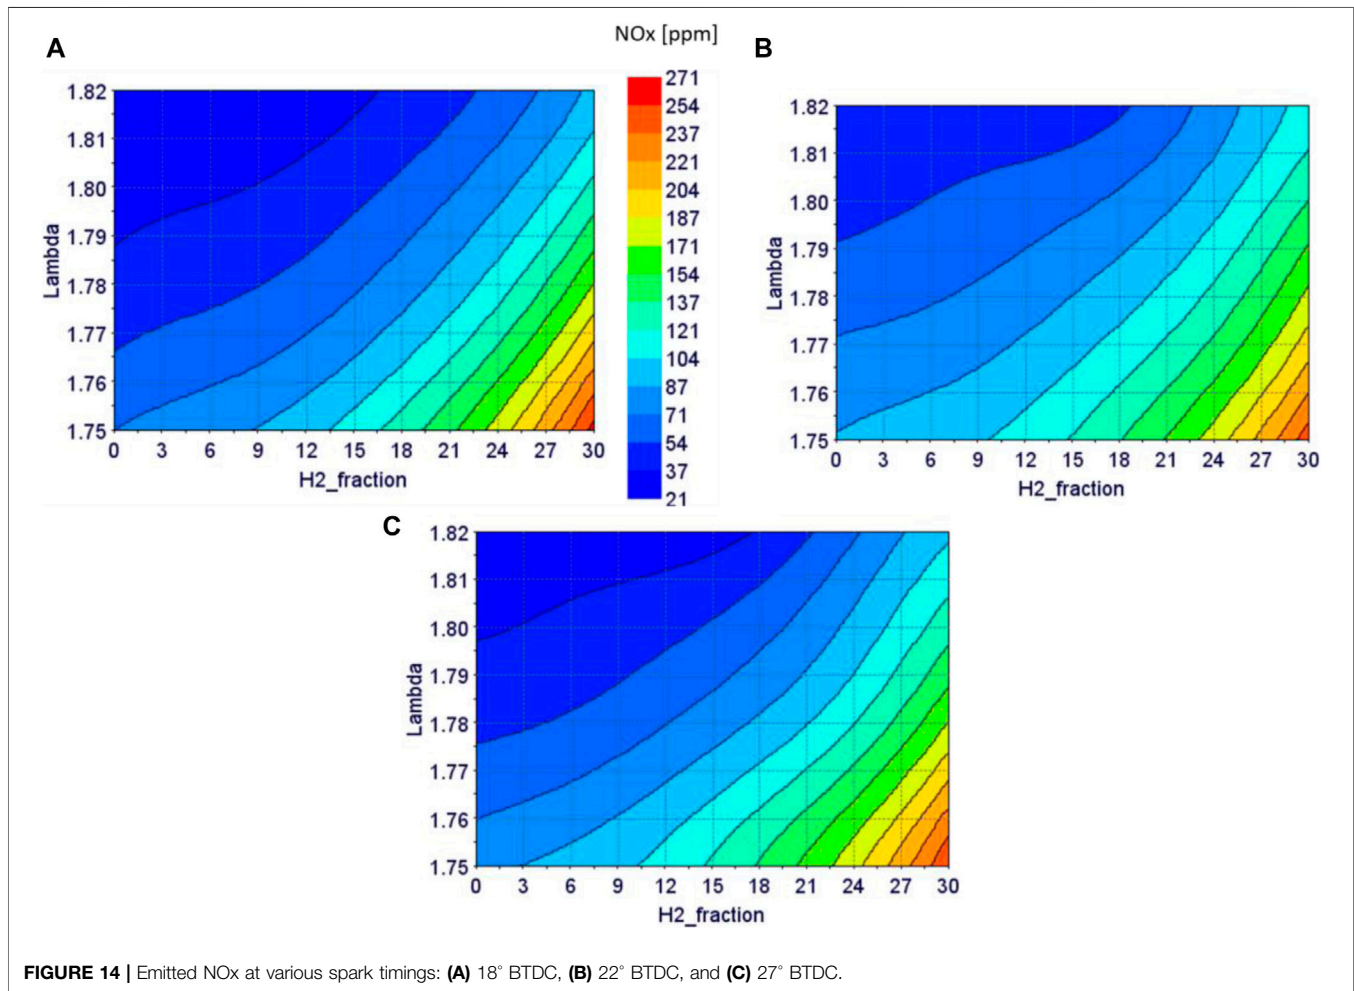 A
NOx [ppm]
B
1.82
1.81
1.80
1.79
1.78
1.77
1.76
1.75
Lambda
0 3 6 9 12 15 18 21 24 27 30
H2_fraction
271
254
237
221
204
187
171
154
137
121
104
87
71
54
37
21
1.82
1.81
1.80
1.79
1.78
1.77
1.76
1.75
Lambda
0 3 6 9 12 15 18 21 24 27 30
H2_fraction
C
1.82
1.81
1.80
1.79
1.78
1.77
1.76
1.75
Lambda
0 3 6 9 12 15 18 21 24 27 30
H2_fraction
FIGURE 14 | Emitted NOx at various spark timings: (A) 18° BTDC, (B) 22° BTDC, and (C) 27° BTDC.